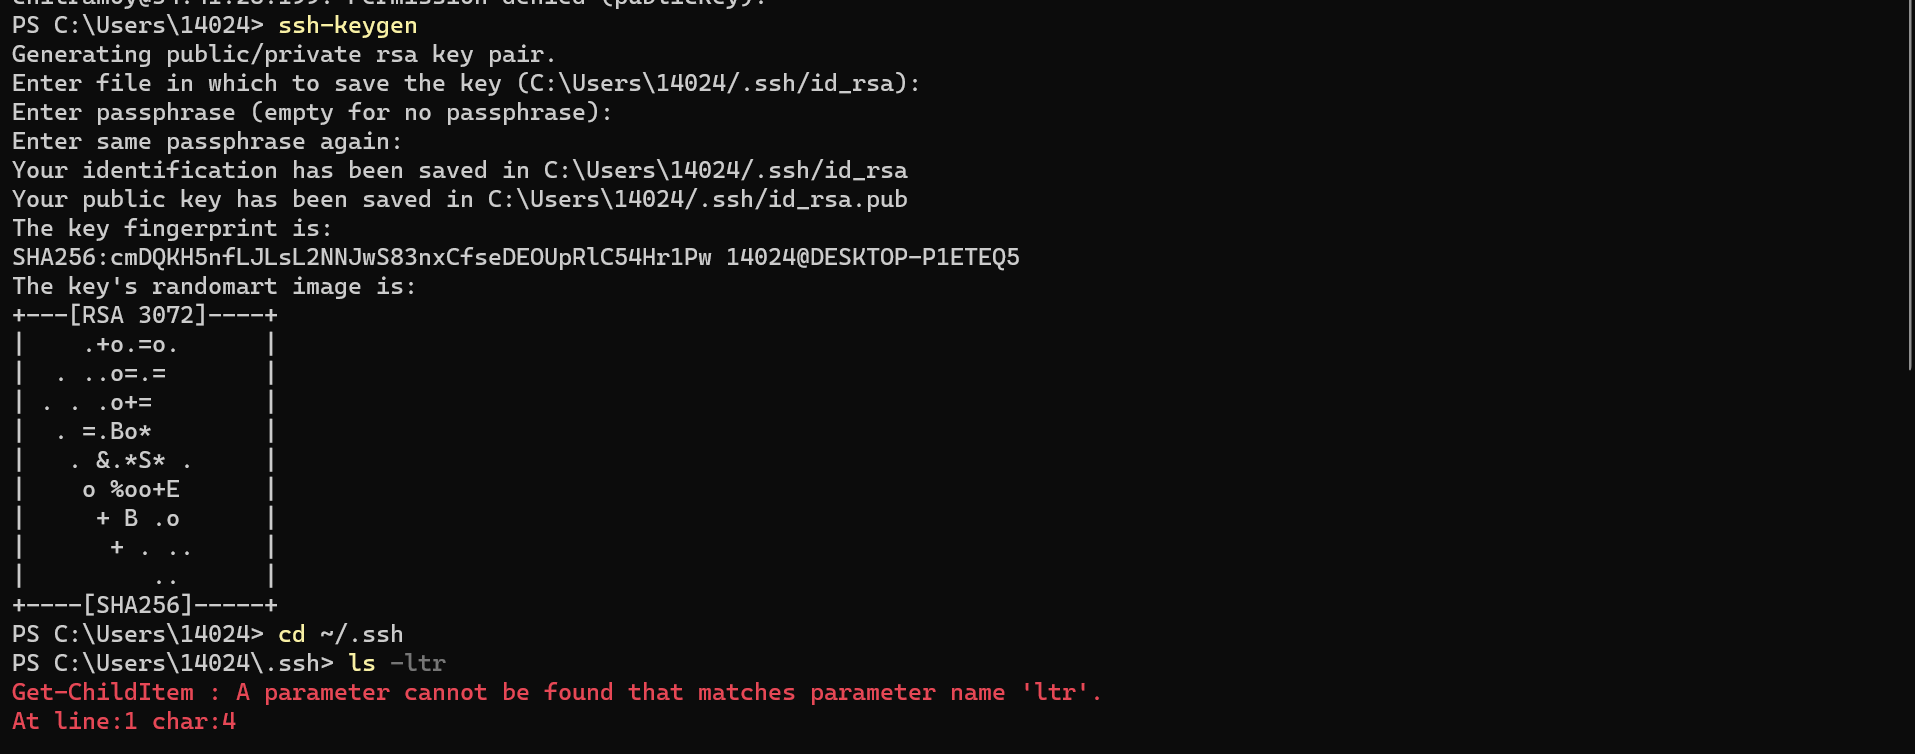 Permission denied (publickey).
PS C:\Users\14024> ssh-keygen
Generating public/private rsa key pair.
Enter file in which to save the key (C:\Users\14024/.ssh/id_rsa):
Enter passphrase (empty for no passphrase):
Enter same passphrase again:
Your identification has been saved in C:\Users\14024/.ssh/id_rsa
Your public key has been saved in C:\Users\14024/.ssh/id_rsa.pub
The key fingerprint is:
SHA256:cmDQKH5nfLJLsL2NNJwS83nxCfseDEOUpRlC54Hr1Pw 14024@DESKTOP-P1ETEQ5
The key's randomart image is:
+---[RSA 3072]----+
|    .+o.=o.      |
|  . ..o=.=       |
| . . .o+=        |
|  . =.Bo*        |
|   . &.*S* .     |
|    o %oo+E      |
|     + B .o      |
|      + . ..     |
|         ..      |
+----[SHA256]-----+
PS C:\Users\14024> cd ~/.ssh
PS C:\Users\14024\.ssh> ls -ltr
Get-ChildItem : A parameter cannot be found that matches parameter name 'ltr'.
At line:1 char:4